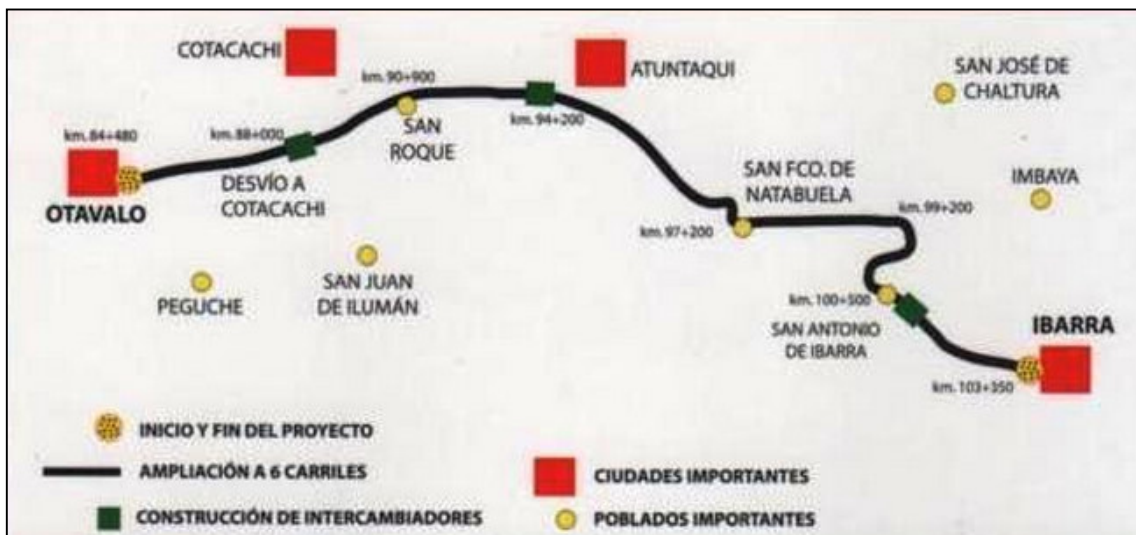 COTACACHI
km. 90+900
ATUNTAQUI
SAN JOSÉ DE
CHALTURA
km. 84+480
km. 88+000
SAN
ROQUE
km. 94+200
OTAVALO
DESVÍO A
COTACACHI
SAN FCO. DE
NATABUELA
IMBAYA
km. 97+200
km. 99+200
PEGUCHE
SAN JUAN
DE ILUMÁN
km. 100+500
SAN ANTONIO
DE IBARRA
IBARRA
km. 103+350
INICIO Y FIN DEL PROYECTO
AMPLIACIÓN A 6 CARRILES
CONSTRUCCIÓN DE INTERCAMBIADORES
CIUDADES IMPORTANTES
POBLADOS IMPORTANTES